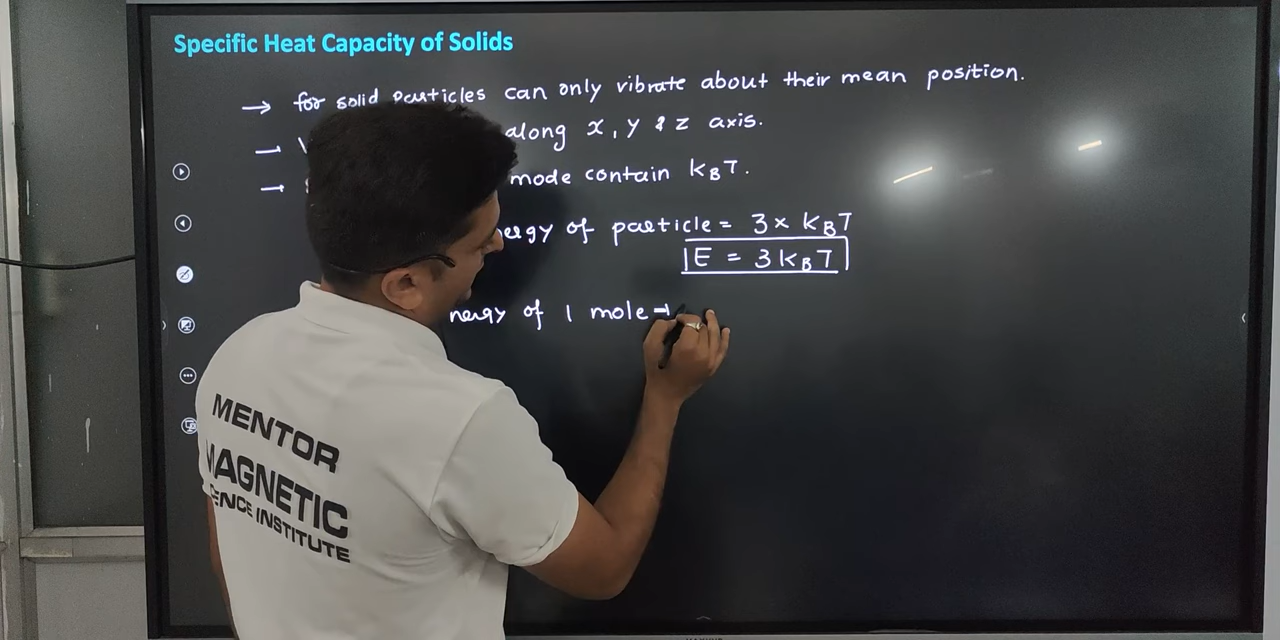 Specific Heat Capacity of Solids
→ for solid particles can only vibrate about their mean position.
along x, y & z axis.
mode contain KBT.
of particle = 3 × KBT
E = 3KBT
of 1 mole =
MENTOR
MAGNETIC
INSTITUTE